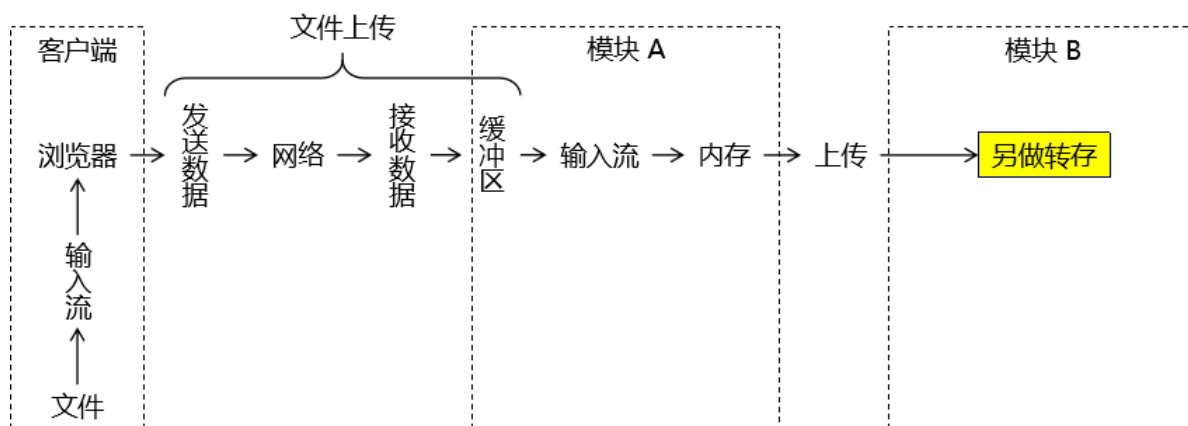 文件上传
客户端
模块 A
模块 B
浏览器
发送数据
网络
接收数据
缓冲区
输入流
内存
上传
另做转存
输入流
文件